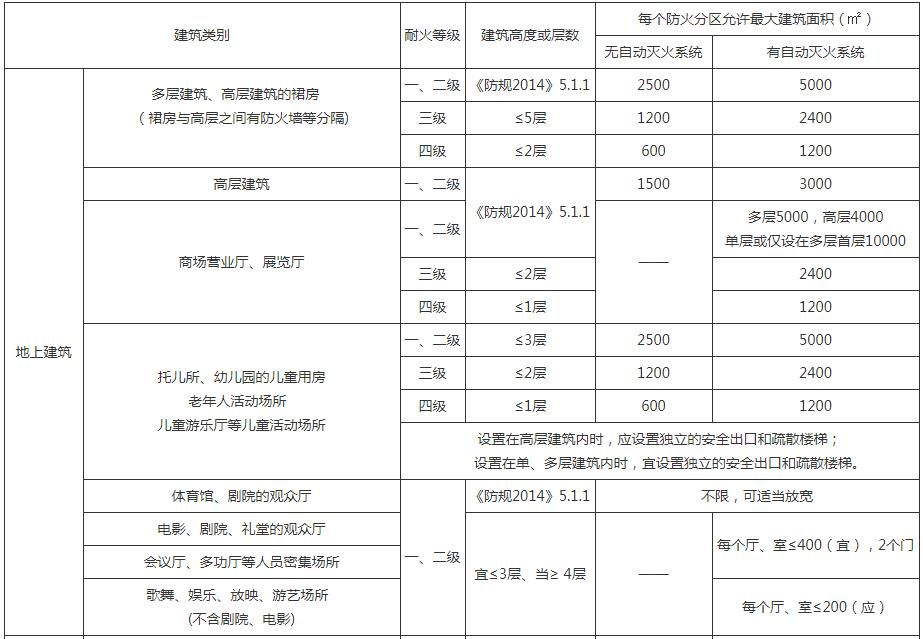 建筑类别
耐火等级
建筑高度或层数
每个防火分区允许最大建筑面积（㎡）
无自动灭火系统
有自动灭火系统
地上建筑
多层建筑、高层建筑的裙房
（裙房与高层之间有防火墙等分隔)
一、二级
《防规2014》5.1.1
2500
5000
三级
≤5层
1200
2400
四级
≤2层
600
1200
高层建筑
一、二级
《防规2014》5.1.1
1500
3000
商场营业厅、展览厅
一、二级
——
多层5000，高层4000
单层或仅设在多层首层10000
三级
≤2层
2400
四级
≤1层
1200
托儿所、幼儿园的儿童用房
老年人活动场所
儿童游乐厅等儿童活动场所
一、二级
≤3层
2500
5000
三级
≤2层
1200
2400
四级
≤1层
600
1200
设置在高层建筑内时，应设置独立的安全出口和疏散楼梯；
设置在单、多层建筑内时，宜设置独立的安全出口和疏散楼梯。
体育馆、剧院的观众厅
一、二级
《防规2014》5.1.1
不限，可适当放宽
电影、剧院、礼堂的观众厅
宜≤3层、当≥ 4层
——
每个厅、室≤400（宜），2个门
会议厅、多功厅等人员密集场所
歌舞、娱乐、放映、游艺场所
(不含剧院、电影)
每个厅、室≤200（应）